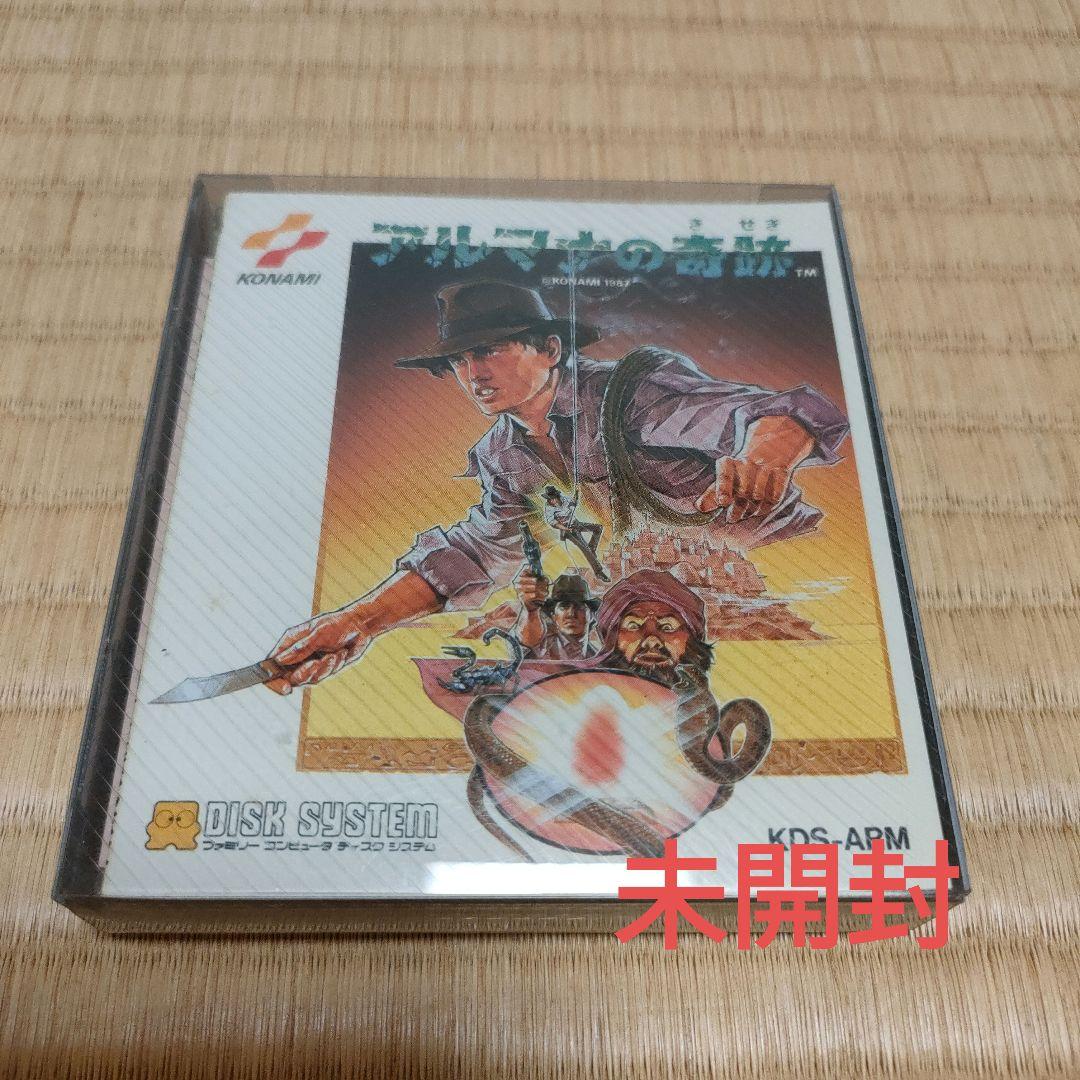 きせき
アルマナの奇跡
TM
KONAMI
©KONAMI 1987
DISK SYSTEM
ファミリー コンピュータ ディスク システム
KDS-ARM
未開封